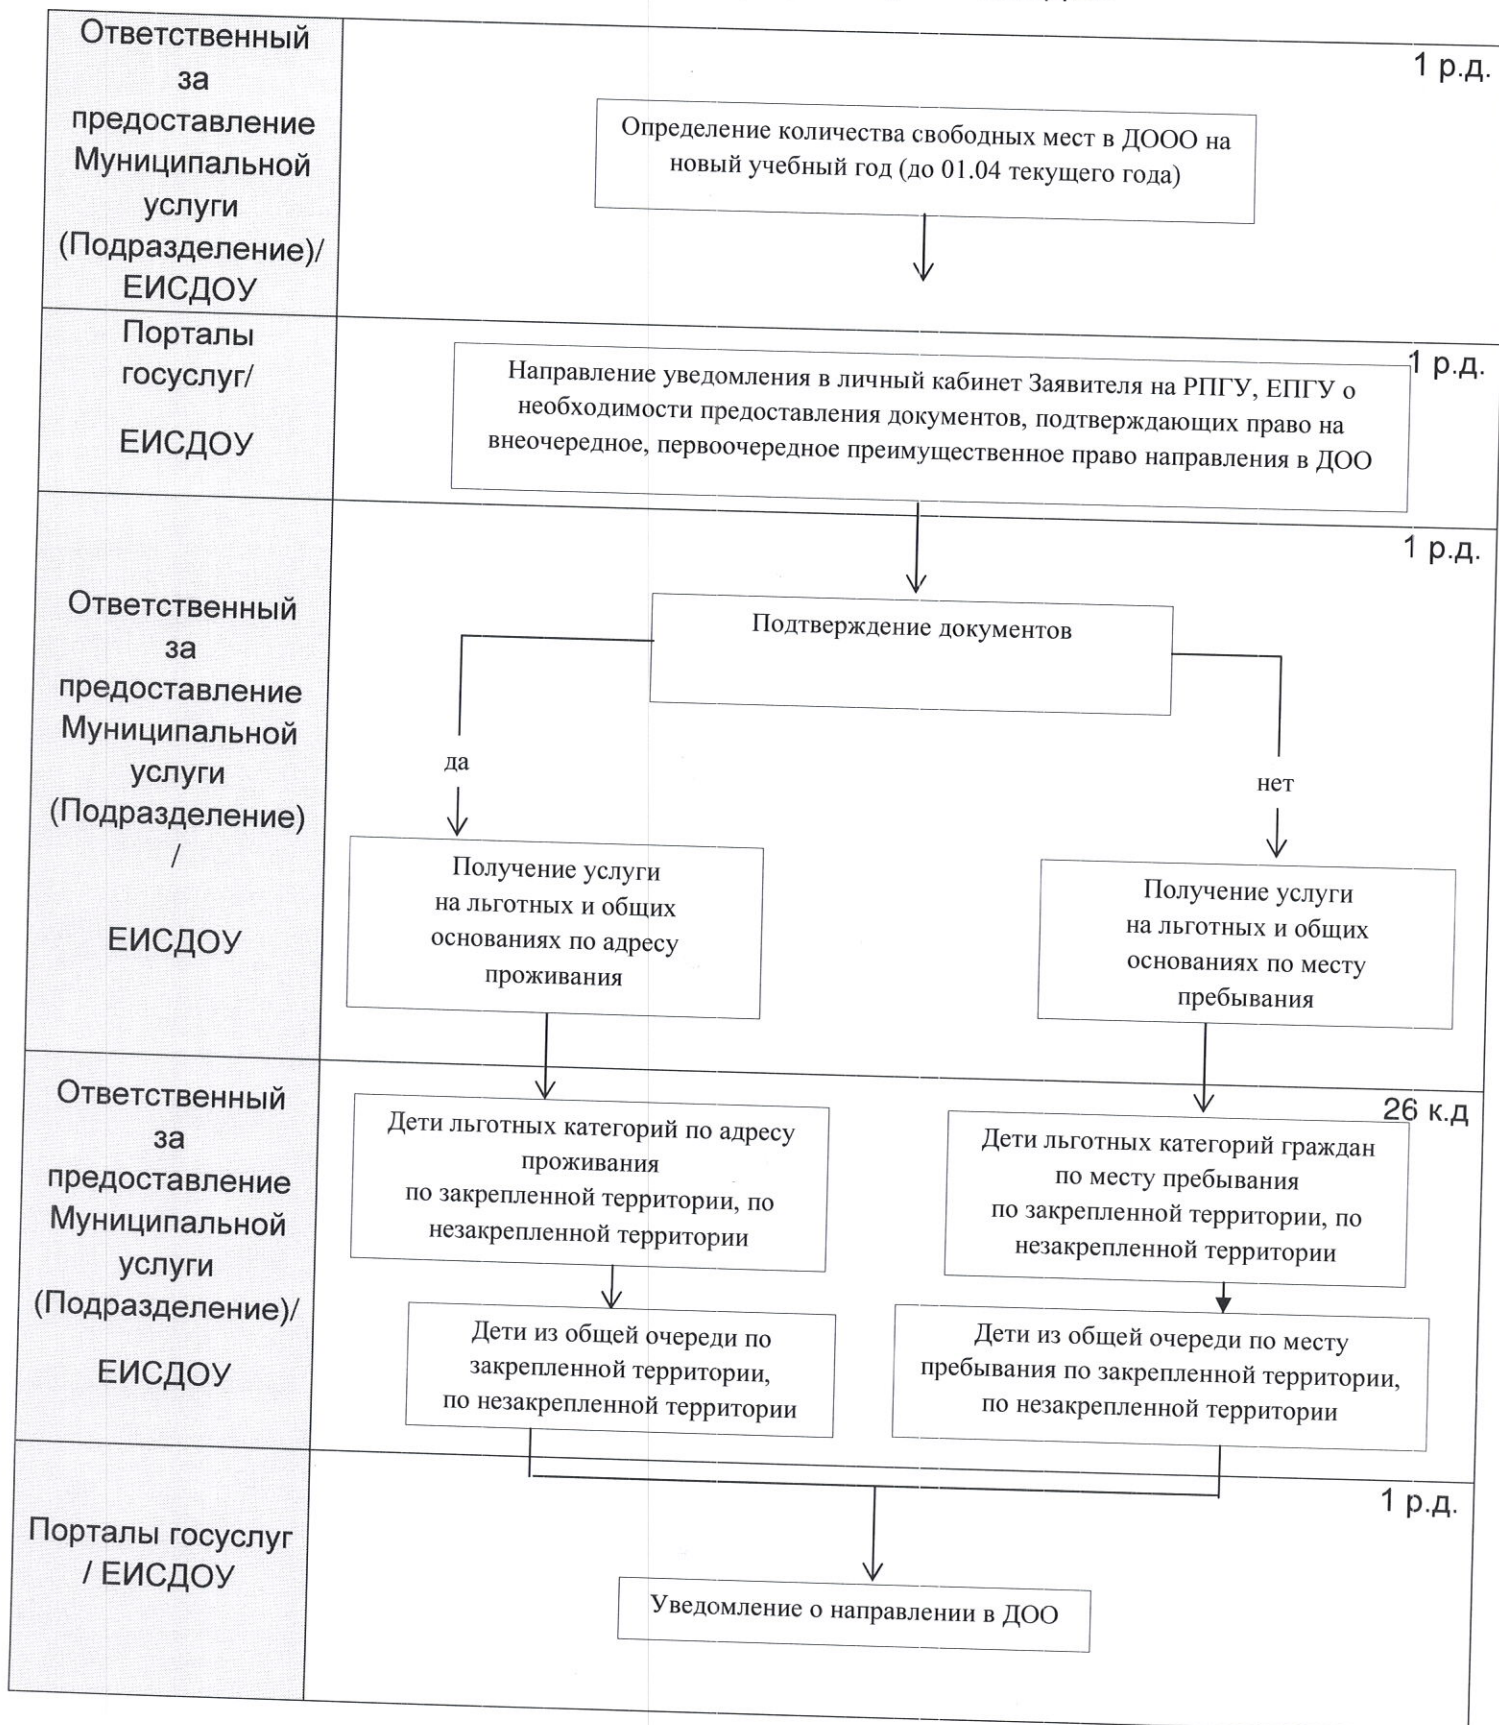 Ответственный
за
предоставление
Муниципальной
услуги
(Подразделение)/
ЕИСДОУ
1 р.д.
Определение количества свободных мест в ДООО на
новый учебный год (до 01.04 текущего года)
Порталы
госуслуг/
ЕИСДОУ
1 р.д.
Направление уведомления в личный кабинет Заявителя на РПГУ, ЕПГУ о
необходимости предоставления документов, подтверждающих право на
внеочередное, первоочередное преимущественное право направления в ДОО
Ответственный
за
предоставление
Муниципальной
услуги
(Подразделение)
/
ЕИСДОУ
1 р.д.
Подтверждение документов
да
нет
Получение услуги
на льготных и общих
основаниях по адресу
проживания
Получение услуги
на льготных и общих
основаниях по месту
пребывания
Ответственный
за
предоставление
Муниципальной
услуги
(Подразделение)/
ЕИСДОУ
26 к.д
Дети льготных категорий по адресу
проживания
по закрепленной территории, по
незакрепленной территории
Дети льготных категорий граждан
по месту пребывания
по закрепленной территории, по
незакрепленной территории
Дети из общей очереди по
закрепленной территории,
по незакрепленной территории
Дети из общей очереди по месту
пребывания по закрепленной территории,
по незакрепленной территории
Порталы госуслуг
/ ЕИСДОУ
1 р.д.
Уведомление о направлении в ДОО